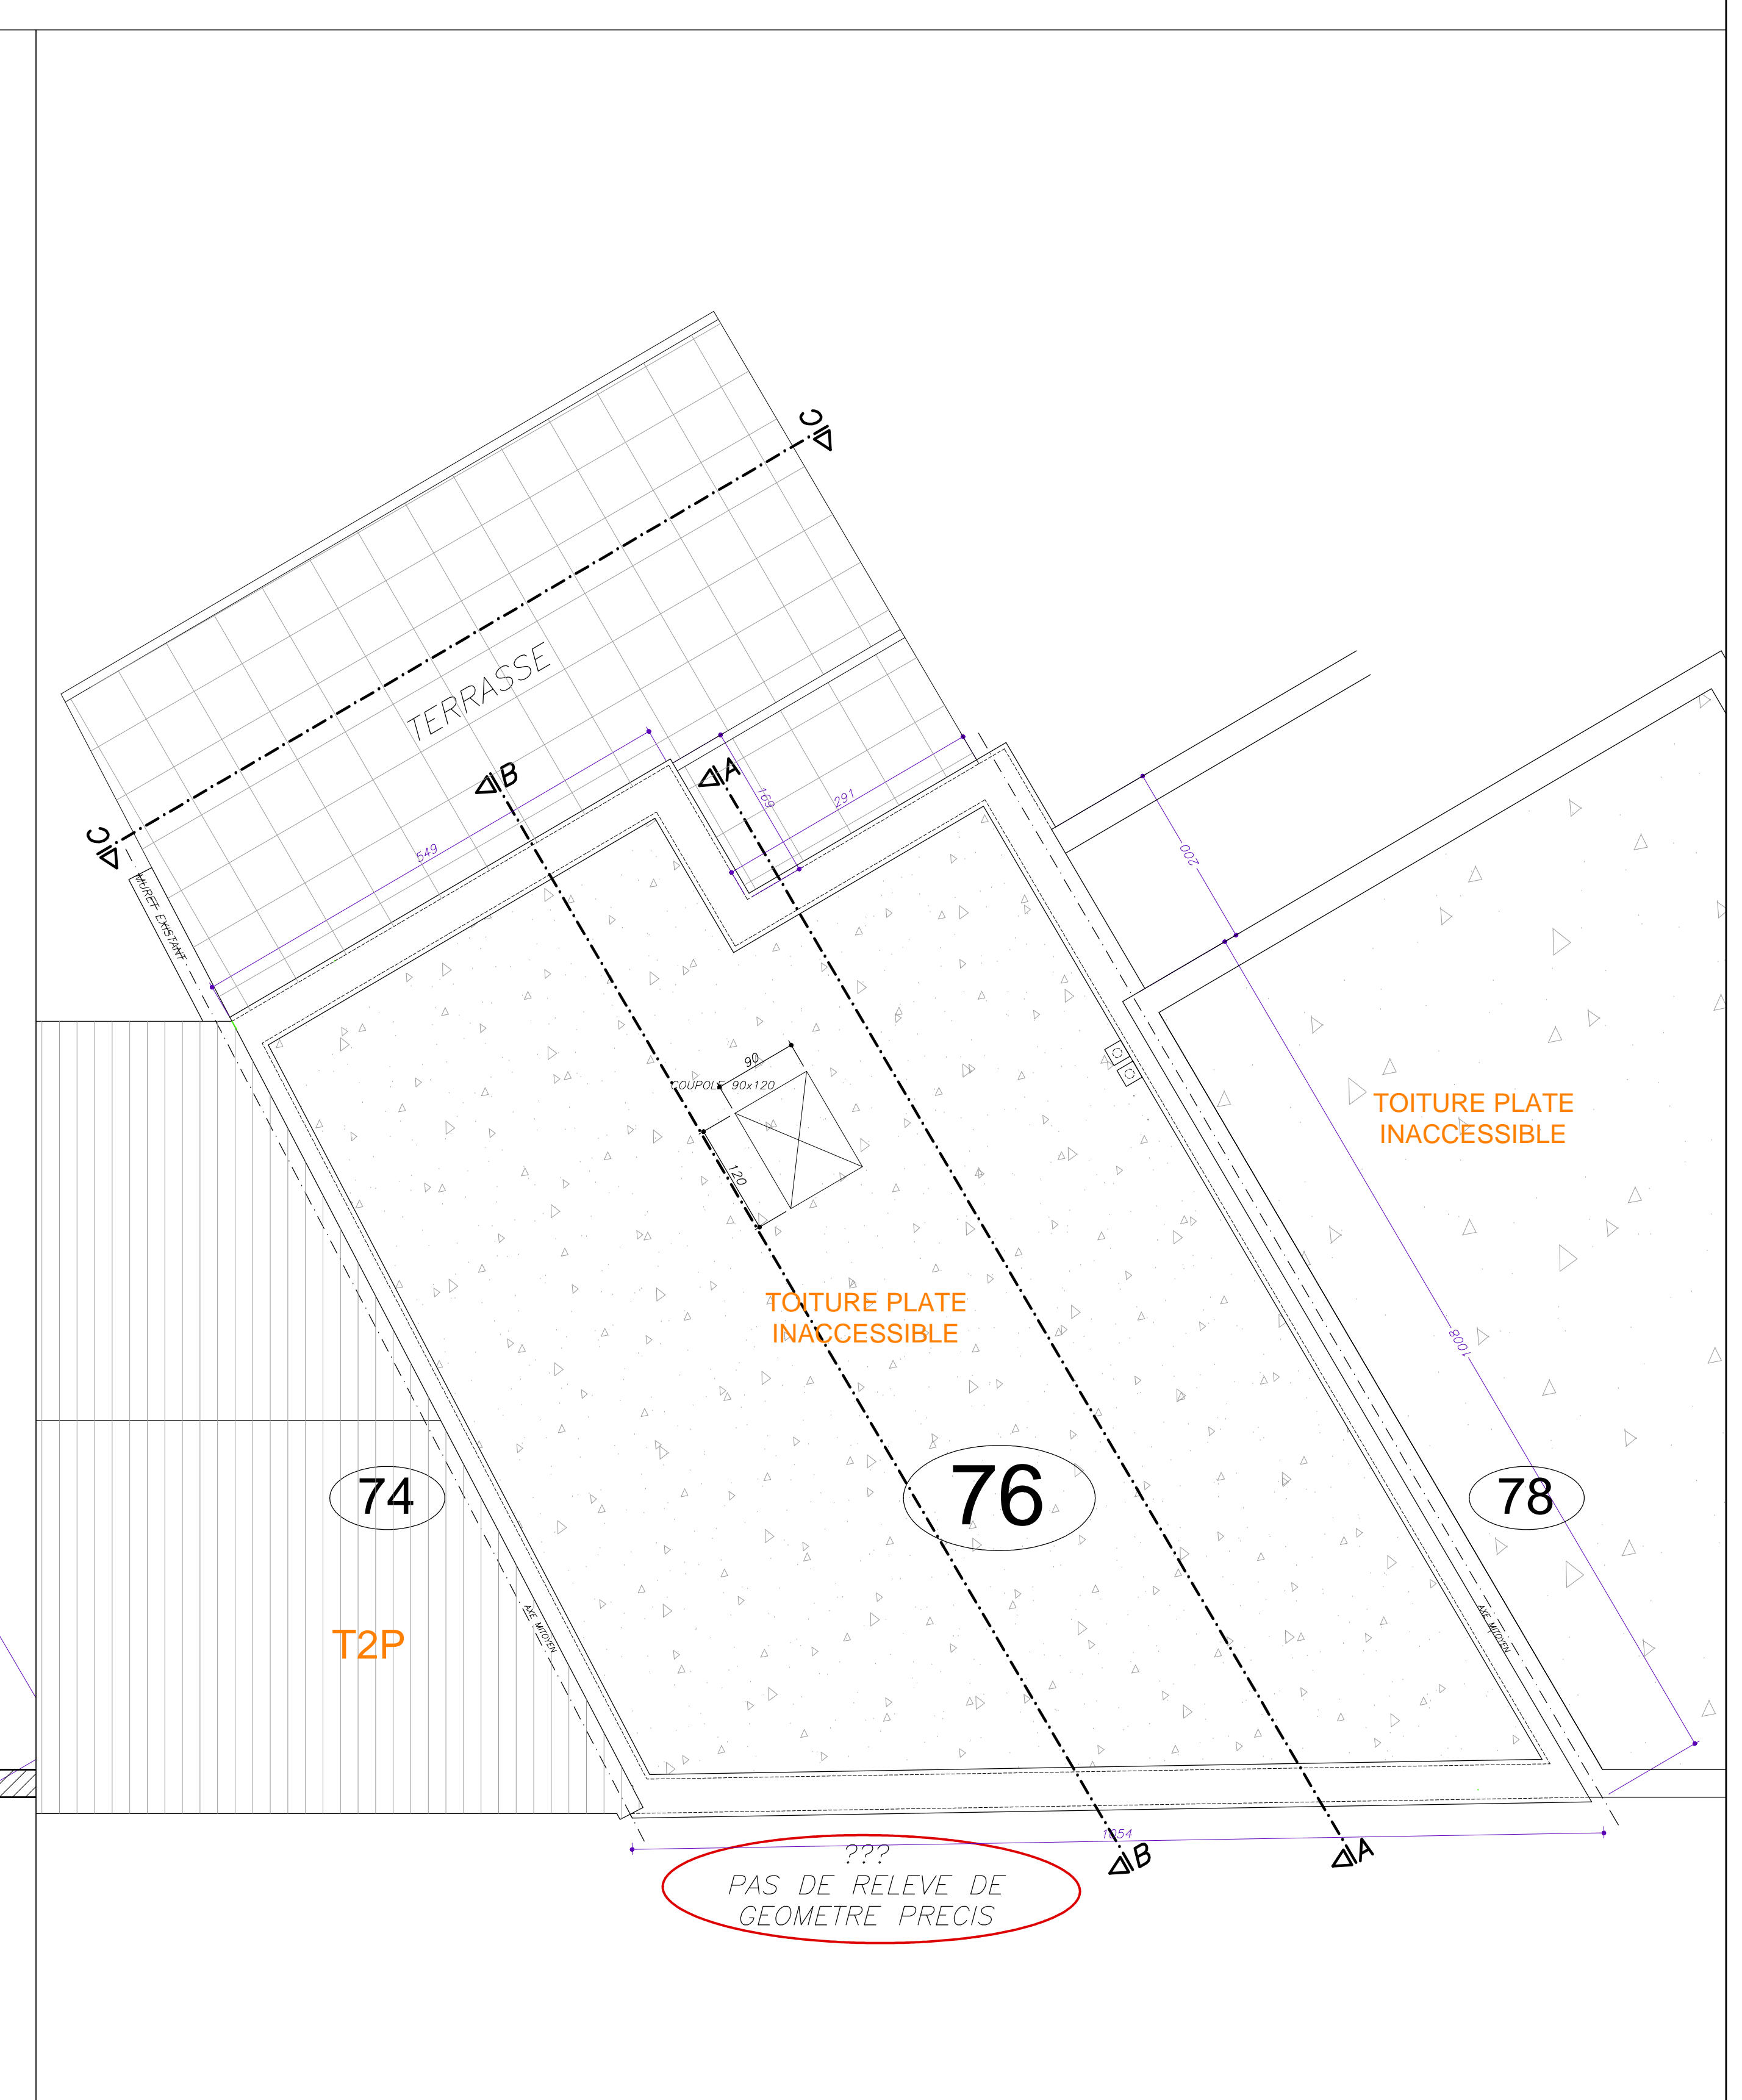 C
C
TERRASSE
B
A
169
291
549
MURET EXISTANT
200
90
COUPOLE 90x120
120
TOITURE PLATE
INACCESSIBLE
TOITURE PLATE
INACCESSIBLE
1008
74
76
78
T2P
AXE MITOYEN
AXE MITOYEN
1054
B
A
???
PAS DE RELEVE DE
GEOMETRE PRECIS